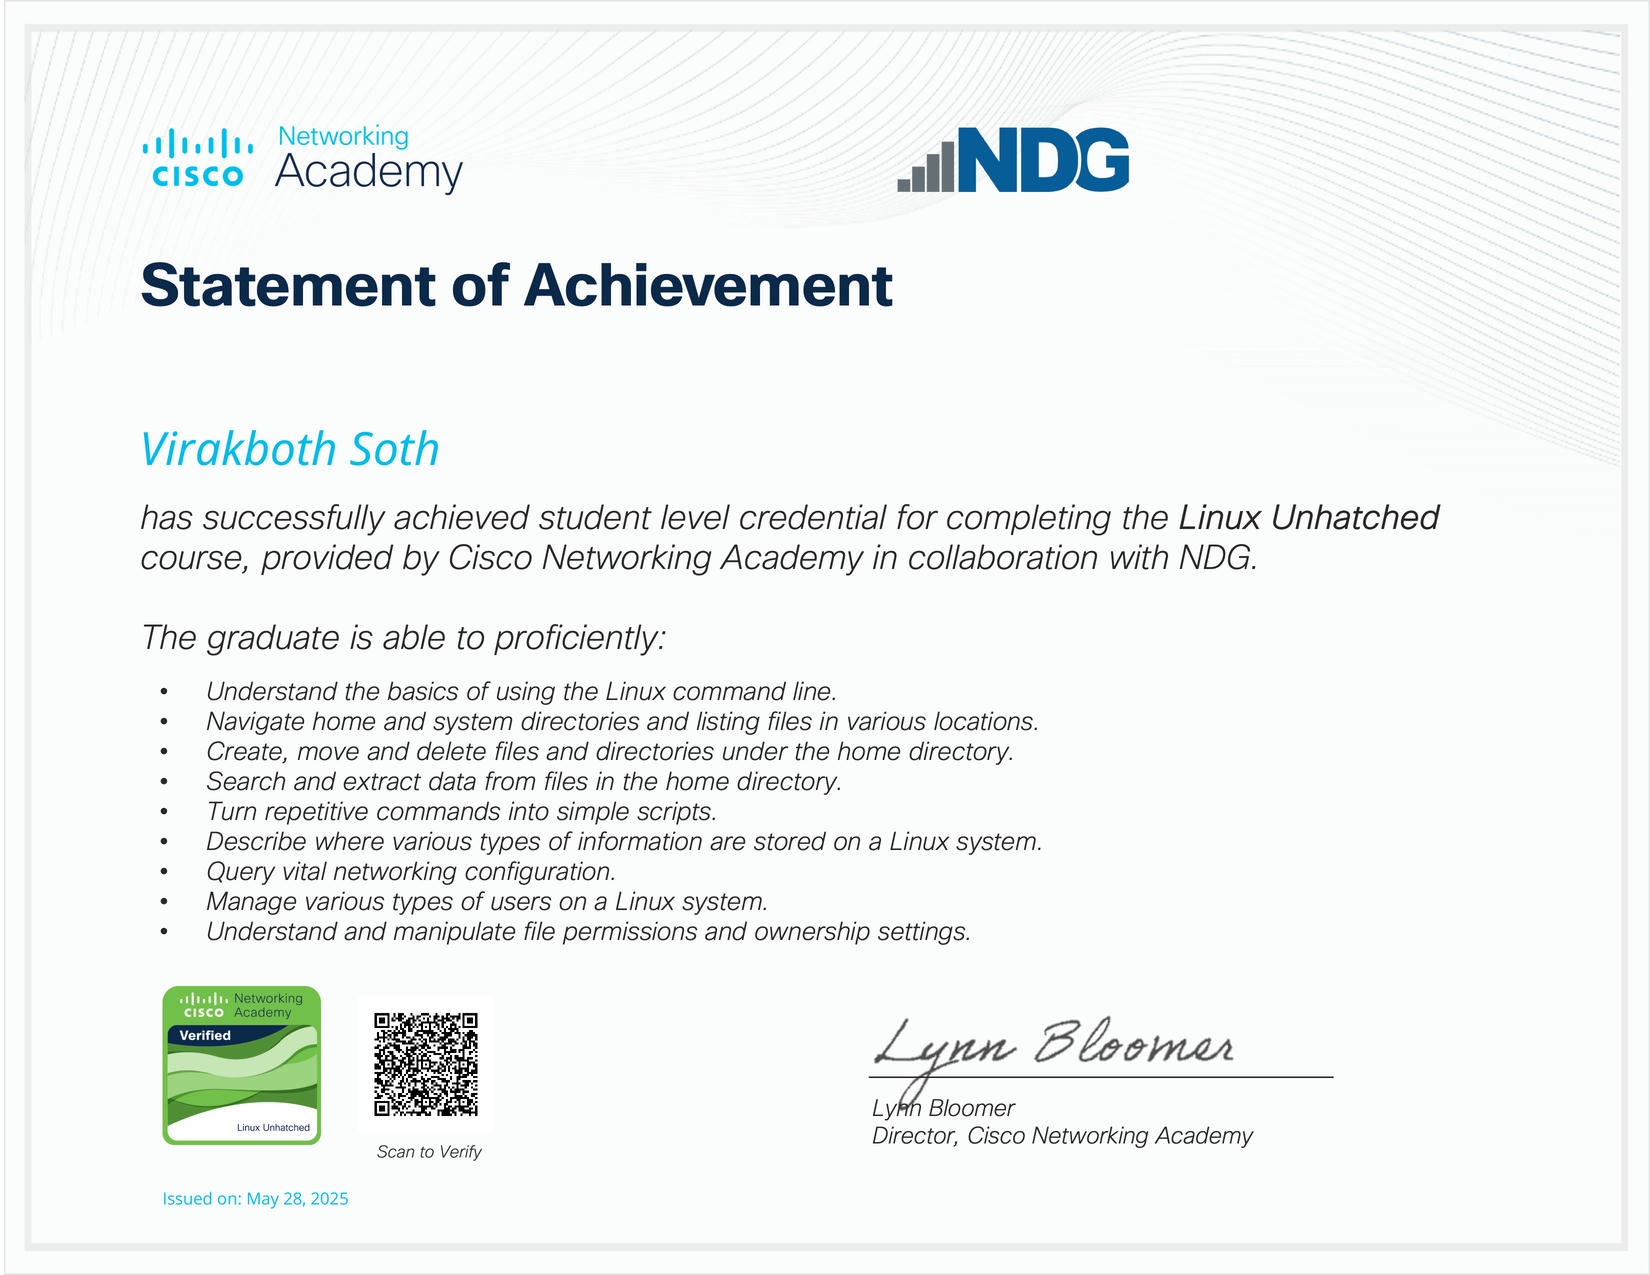 CISCO
Networking
Academy
NDG
Statement of Achievement
Virakboth Soth
has successfully achieved student level credential for completing the Linux Unhatched
course, provided by Cisco Networking Academy in collaboration with NDG.
The graduate is able to proficiently:
• Understand the basics of using the Linux command line.
• Navigate home and system directories and listing files in various locations.
• Create, move and delete files and directories under the home directory.
• Search and extract data from files in the home directory.
• Turn repetitive commands into simple scripts.
• Describe where various types of information are stored on a Linux system.
• Query vital networking configuration.
• Manage various types of users on a Linux system.
• Understand and manipulate file permissions and ownership settings.
CISCO
Networking
Academy
Verified
Linux Unhatched
Scan to Verify
Issued on: May 28, 2025
Lynn Bloomer
Lynn Bloomer
Director, Cisco Networking Academy